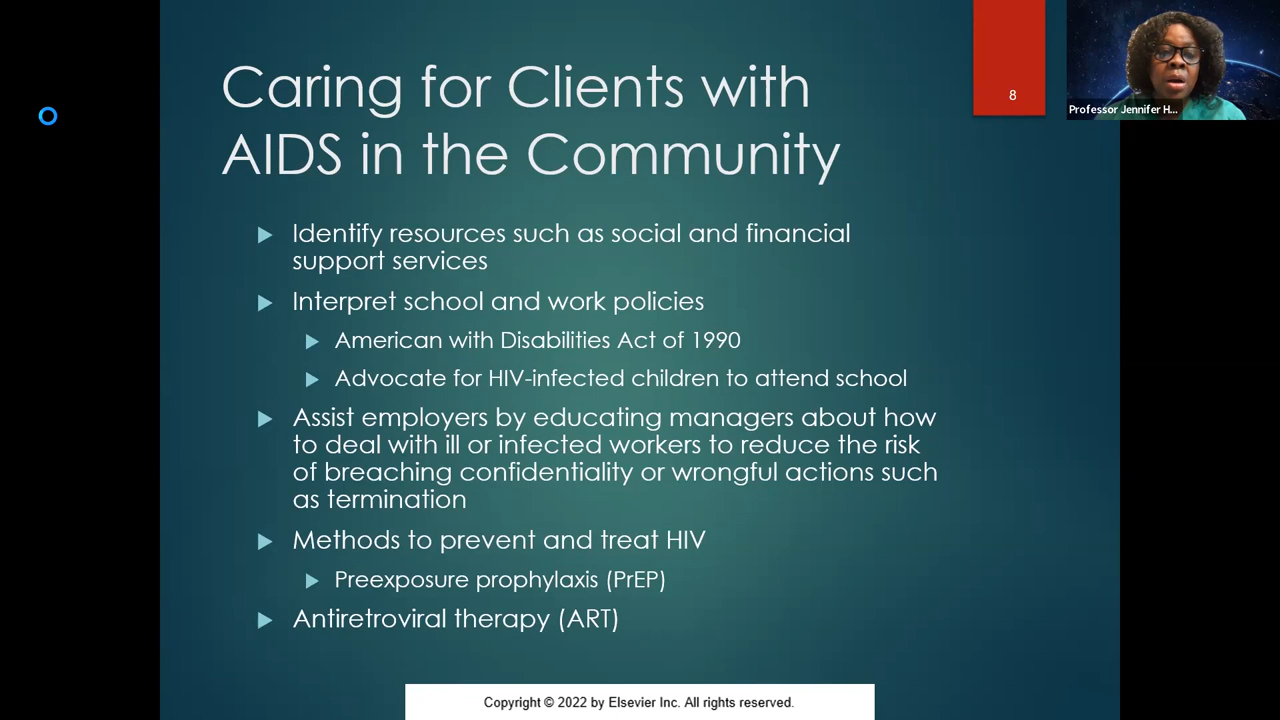 Caring for Clients with
AIDS in the Community
8
Professor Jennifer H...
Identify resources such as social and financial
support services
Interpret school and work policies
American with Disabilities Act of 1990
Advocate for HIV-infected children to attend school
Assist employers by educating managers about how
to deal with ill or infected workers to reduce the risk
of breaching confidentiality or wrongful actions such
as termination
Methods to prevent and treat HIV
Preexposure prophylaxis (PrEP)
Antiretroviral therapy (ART)
Copyright © 2022 by Elsevier Inc. All rights reserved.